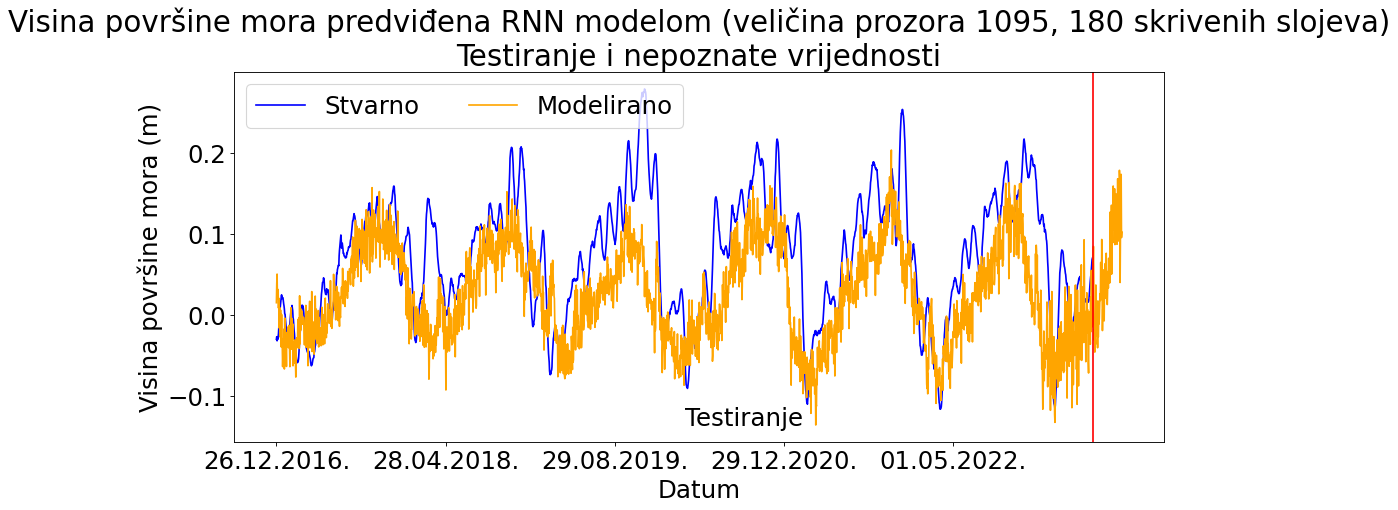 Visina površine mora predviđena RNN modelom (veličina prozora 1095, 180 skrivenih slojeva)
Testiranje i nepoznate vrijednosti
Stvarno
Modelirano
Visina površine mora (m)
0.2
0.1
0.0
−0.1
Testiranje
26.12.2016.
28.04.2018.
29.08.2019.
29.12.2020.
01.05.2022.
Datum